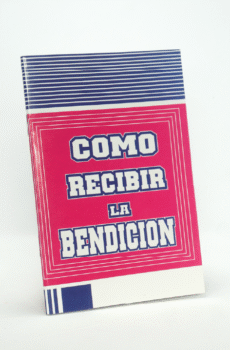 COMO
RECIBIR
LA
BENDICION